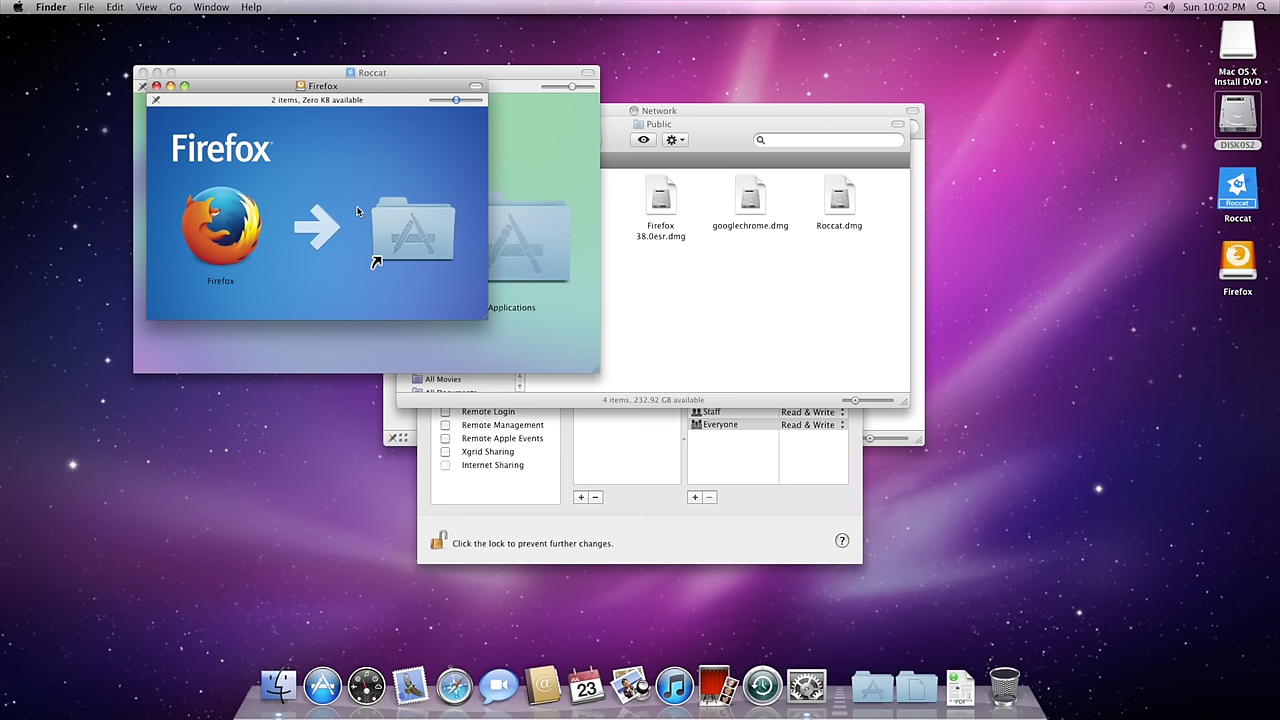 Finder File Edit View Go Window Help
Sun 10:02 PM
Roccat
Firefox
2 items, Zero KB available
Firefox
Firefox
Applications
Network
Public
Firefox
38.0esr.dmg
googlechrome.dmg
Roccat.dmg
All Movies
4 items, 232.92 GB available
Remote Login
Remote Management
Remote Apple Events
Xgrid Sharing
Internet Sharing
Staff Read & Write
Everyone Read & Write
Click the lock to prevent further changes.
?
Mac OS X
Install DVD
DISK0S2
Roccat
Roccat
Firefox
23
PDF